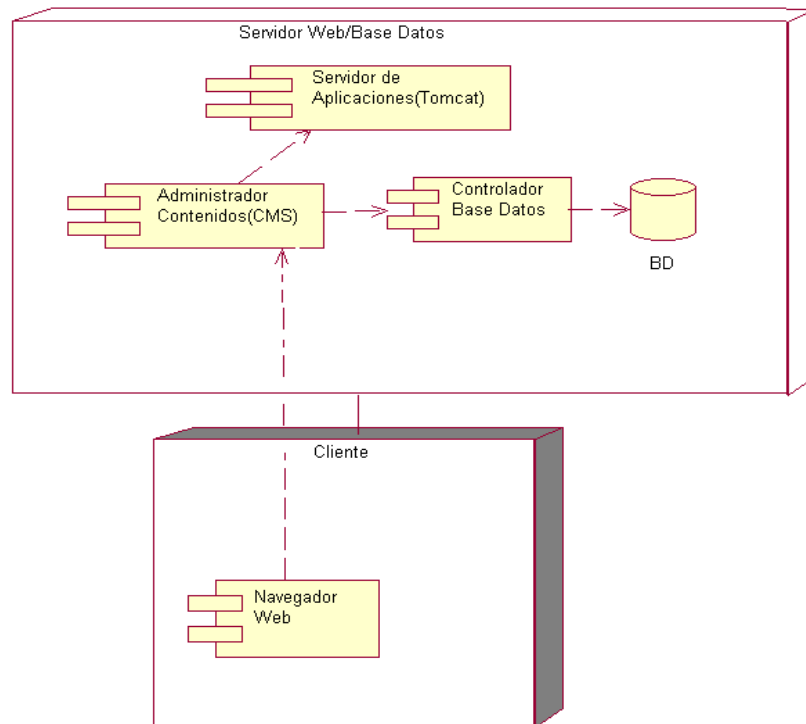 Servidor Web/Base Datos
Servidor de
Aplicaciones(Tomcat)
Administrador
Contenidos(CMS)
Controlador
Base Datos
BD
Cliente
Navegador
Web